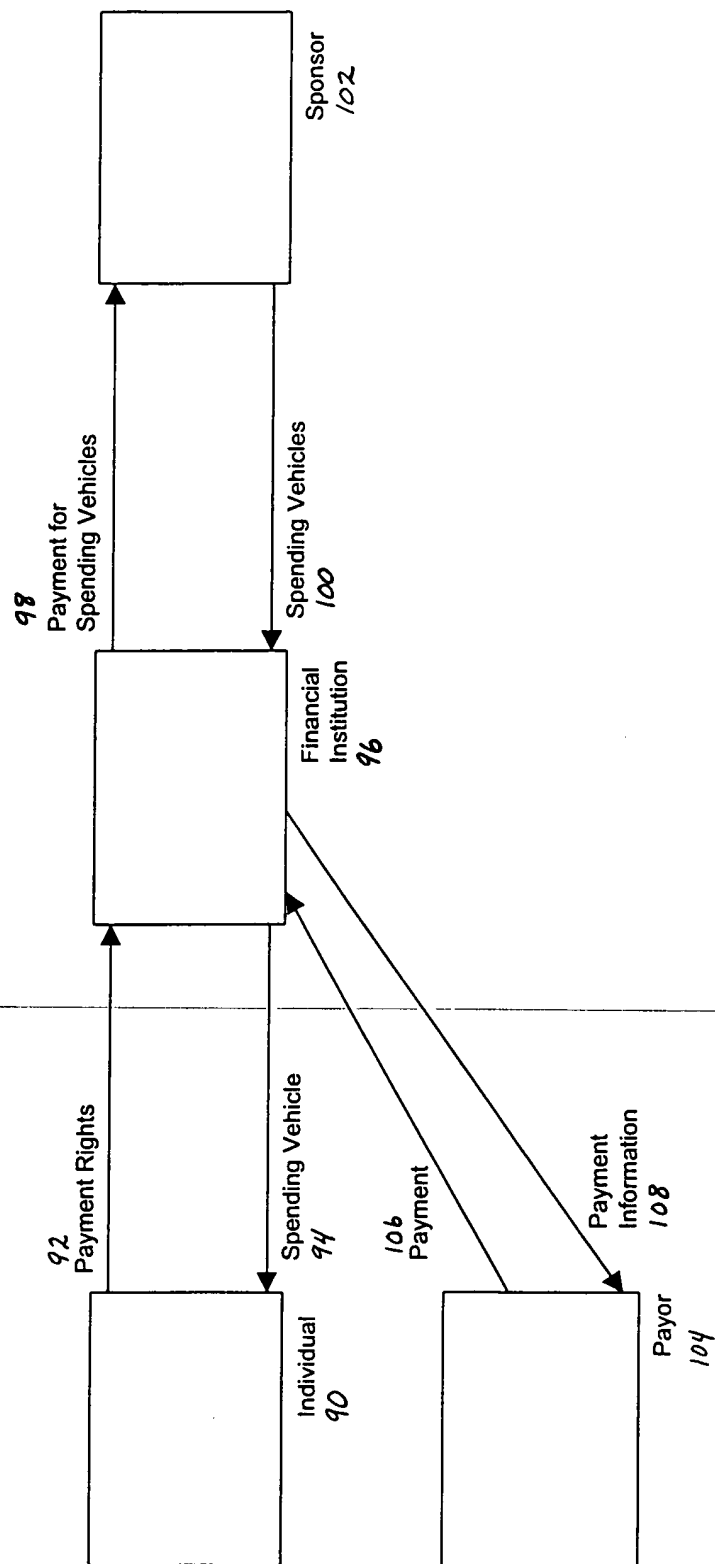 92
Payment Rights
98
Payment for
Spending Vehicles
Spending Vehicle
94
Spending Vehicles
100
Individual
90
Financial
Institution
96
Sponsor
102
106
Payment
Payment
Information
108
Payor
104